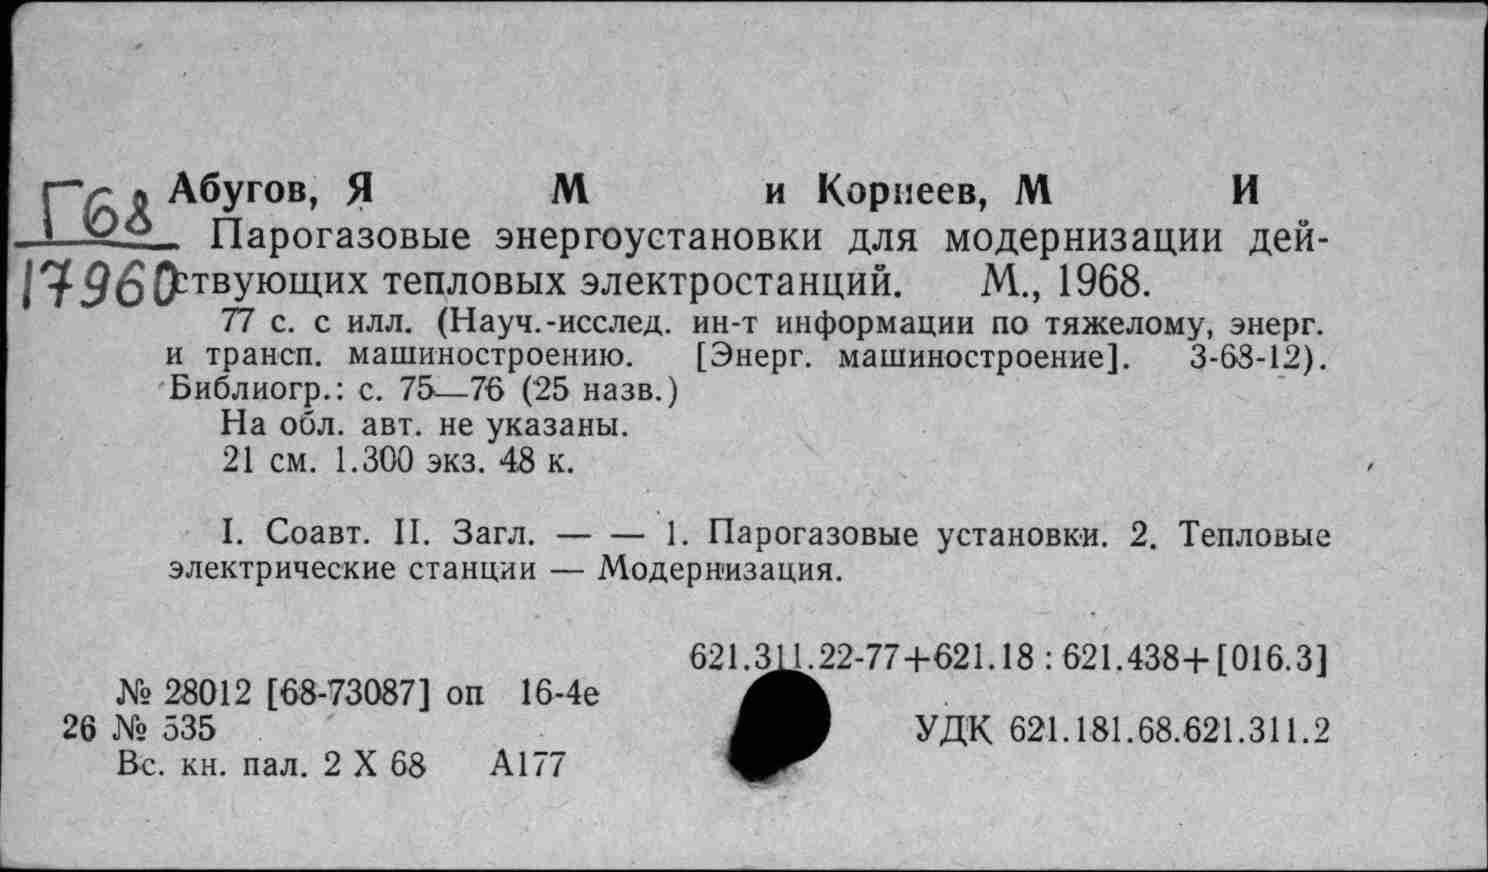 Г68
17960
Абугов, Я М и Корнеев, М И
Парогазовые энергоустановки для модернизации дей-
ствующих тепловых электростанций. М., 1968.
77 с. с илл. (Науч.-исслед. ин-т информации по тяжелому, энерг.
и трансп. машиностроению. [Энерг. машиностроение]. 3-68-12).
Библиогр.: с. 75—76 (25 назв.)
На обл. авт. не указаны.
21 см. 1.300 экз. 48 к.
I. Соавт. II. Загл. — — 1. Парогазовые установки. 2. Тепловые
электрические станции — Модернизация.
621.311.22-77+621.18 : 621.438+[016.3]
№ 28012 [68-73087] оп 16-4е
26 № 535
УДК 621.181.68.621.311.2
Вс. кн. пал. 2 X 68 А177